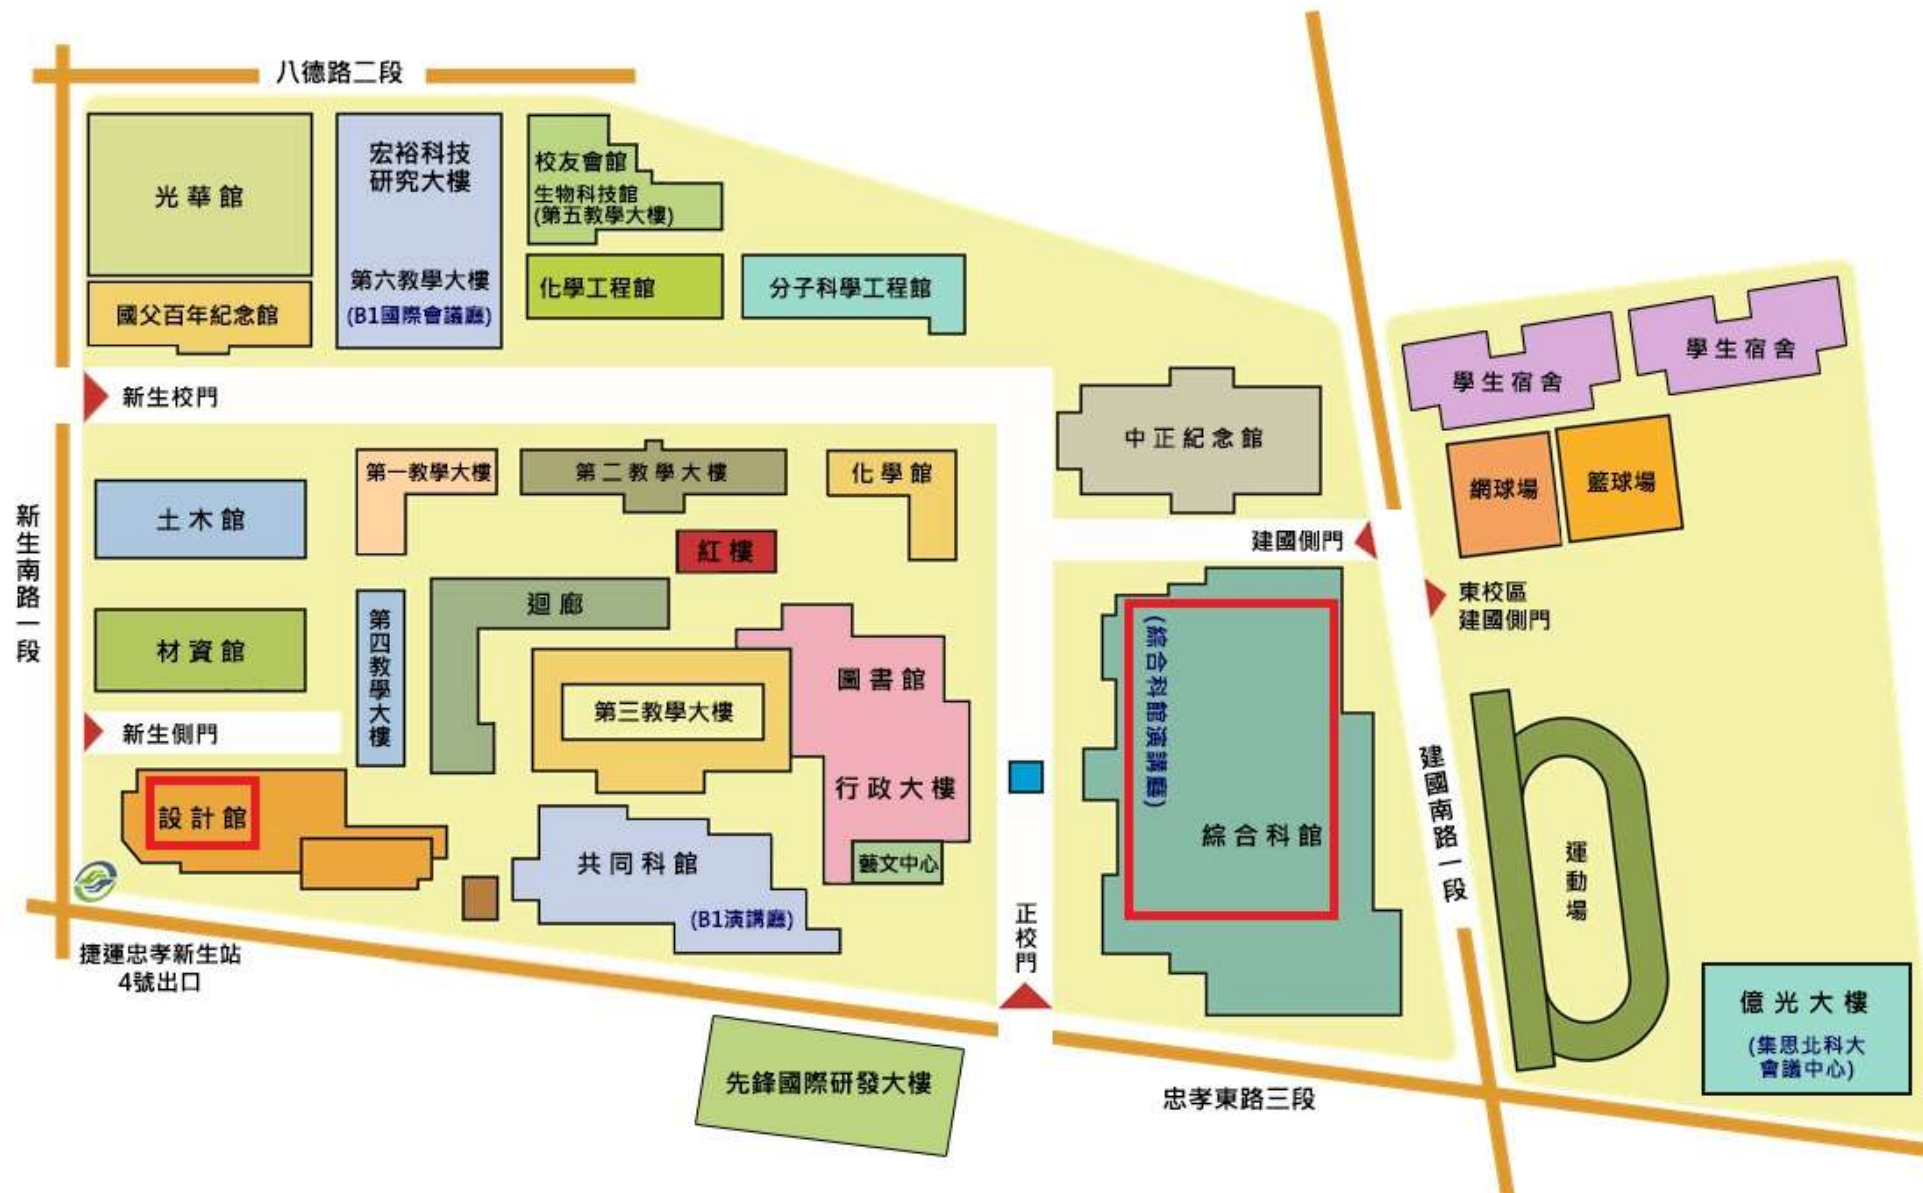 八德路二段
光華館
宏裕科技
研究大樓
第六教學大樓
(B1國際會議廳)
校友會館
生物科技館
(第五教學大樓)
國父百年紀念館
化學工程館
分子科學工程館
新生校門
學生宿舍
學生宿舍
中正紀念館
網球場
籃球場
第一教學大樓
第二教學大樓
化學館
土木館
新生南路一段
紅樓
建國側門
東校區
建國側門
迴廊
材資館
第四教學大樓
圖書館
第三教學大樓
(綜合科館演講廳)
新生側門
設計館
行政大樓
綜合科館
建國南路一段
運動場
共同科館
(B1演講廳)
藝文中心
正校門
捷運忠孝新生站
4號出口
億光大樓
(集思北科大
會議中心)
先鋒國際研發大樓
忠孝東路三段